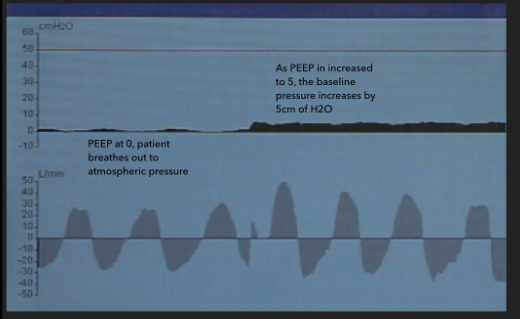 cmH2O
60
50
40
30
20
10
0
-10
As PEEP in increased
to 5, the baseline
pressure increases by
5cm of H2O
PEEP at 0, patient
breathes out to
atmospheric pressure
L/min
50
40
30
20
10
0
-10
-20
-30
-40
-50